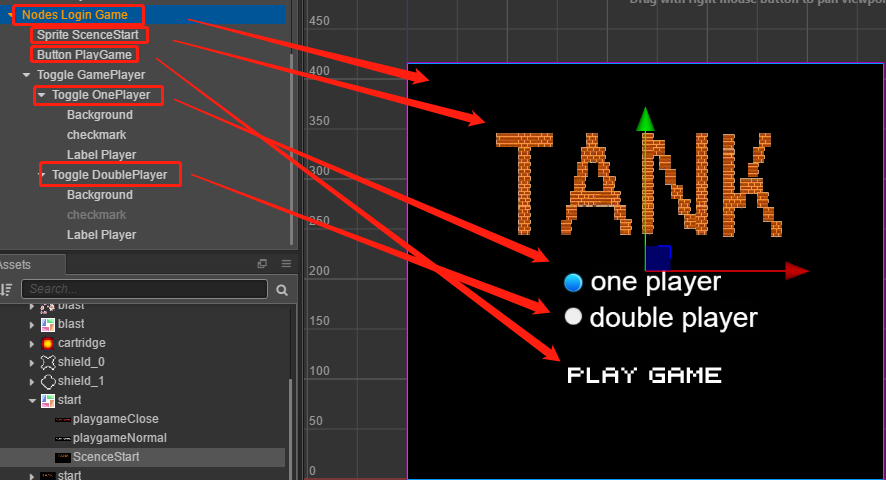 Nodes Login Game
Sprite ScenceStart
Button PlayGame
Toggle GamePlayer
Toggle OnePlayer
Background
checkmark
Label Player
Toggle DoublePlayer
Background
checkmark
Label Player
Assets
Search...
blast
blast
cartridge
shield_0
shield_1
start
playgameClose
playgameNormal
ScenceStart
start
Drag with right mouse button to pan viewpor
450
400
350
300
250
200
150
100
50
0
TANK
one player
double player
PLAY GAME